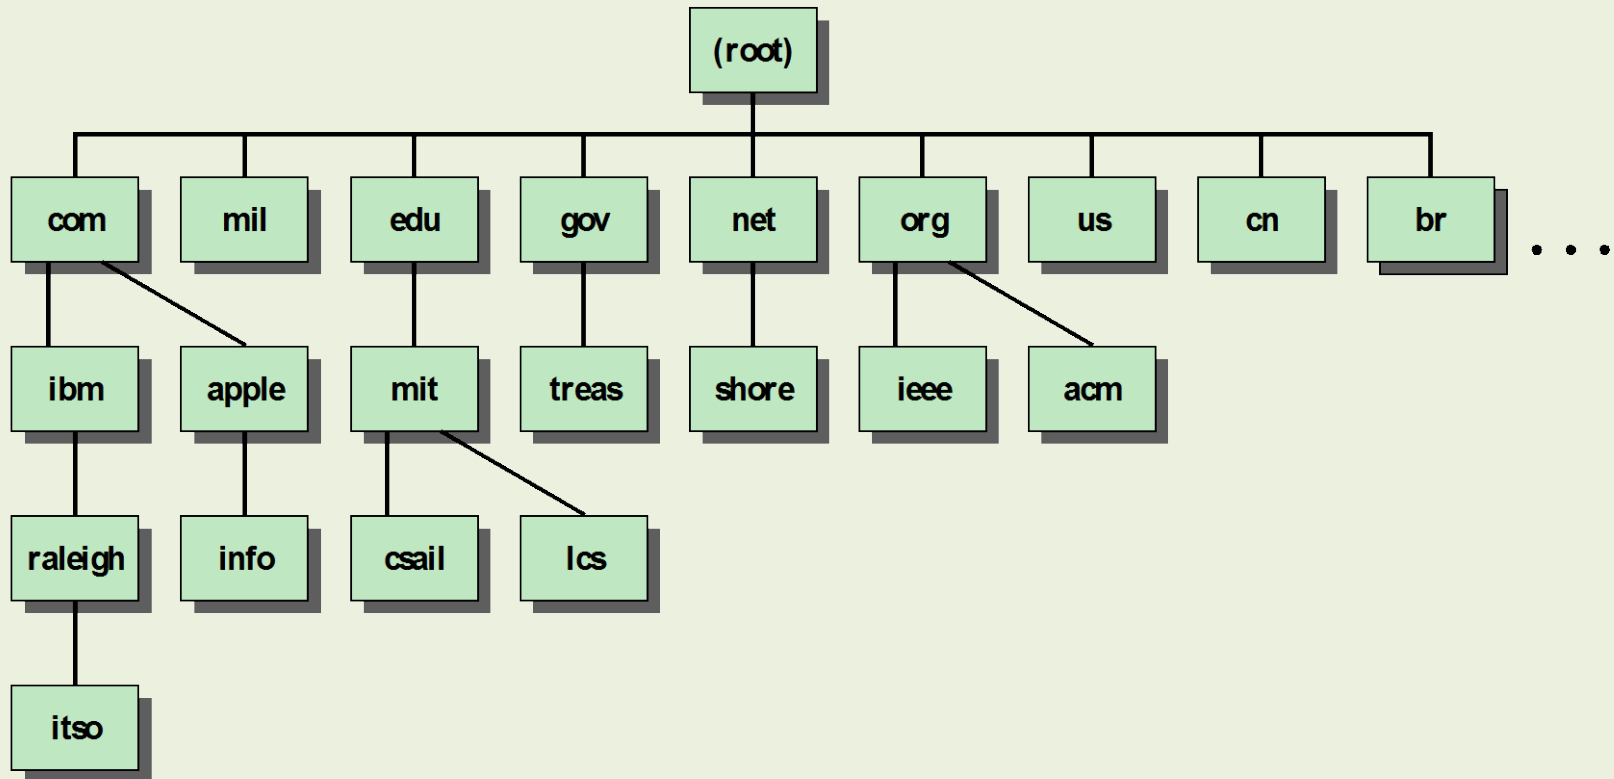 (root)
com mil edu gov net org us cn br . . .
ibm apple mit treas shore ieee acm
raleigh info csail lcs
itso